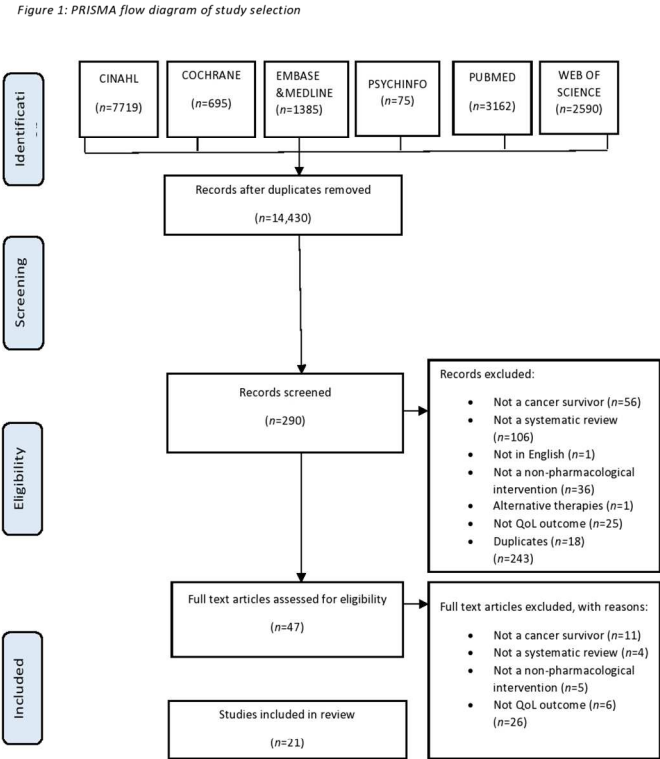 Figure 1: PRISMA flow diagram of study selection
CINAHL
(n=7719)
COCHRANE
(n=695)
EMBASE
&MEDLINE
(n=1385)
PSYCHINFO
(n=75)
PUBMED
(n=3162)
WEB OF
SCIENCE
(n=2590)
Identificati
Records after duplicates removed
(n=14,430)
Screening
Records screened
(n=290)
Records excluded:
• Not a cancer survivor (n=56)
• Not a systematic review
(n=106)
• Not in English (n=1)
• Not a non-pharmacological
intervention (n=36)
• Alternative therapies (n=1)
• Not QoL outcome (n=25)
• Duplicates (n=18)
(n=243)
Eligibility
Full text articles assessed for eligibility
(n=47)
Full text articles excluded, with reasons:
• Not a cancer survivor (n=11)
• Not a systematic review (n=4)
• Not a non-pharmacological
intervention (n=5)
• Not QoL outcome (n=6)
(n=26)
Included
Studies included in review
(n=21)